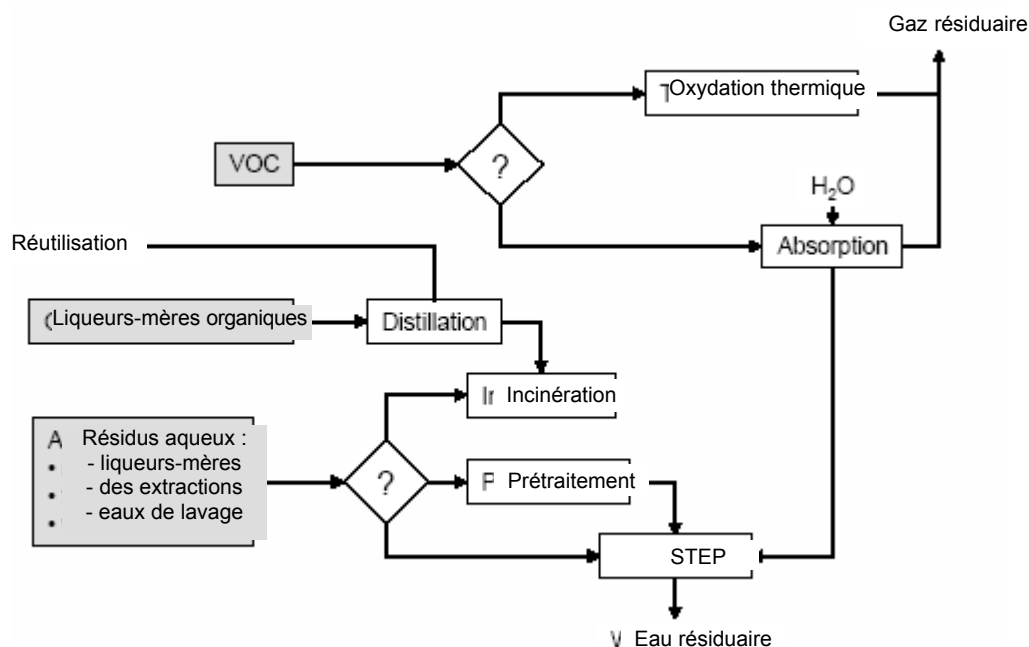 Gaz résiduaire
Oxydation thermique
VOC
?
H₂O
Réutilisation
Absorption
Liqueurs-mères organiques
Distillation
Incinération
Résidus aqueux :
- liqueurs-mères
- des extractions
- eaux de lavage
?
Prétraitement
STEP
Eau résiduaire